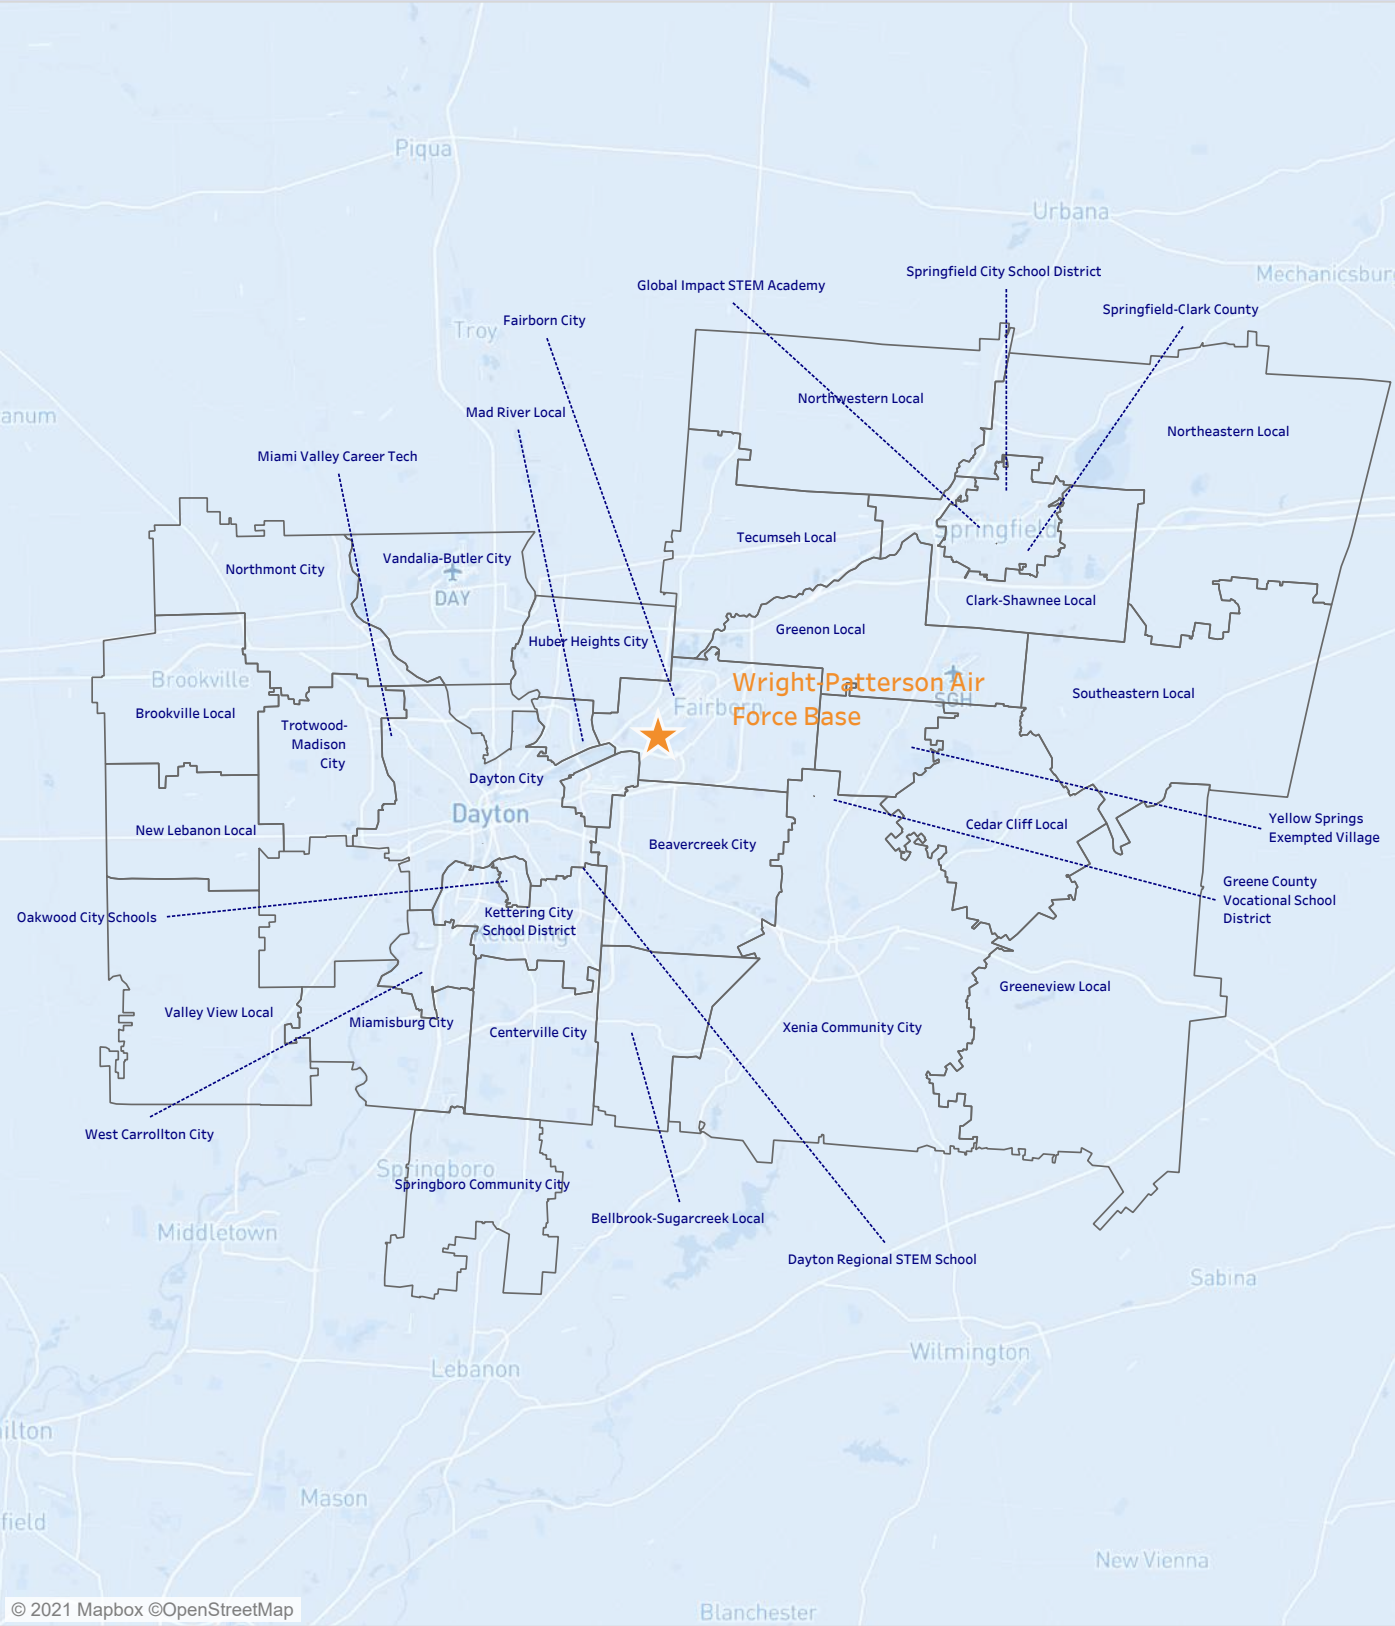 Piqua
Urbana
Mechanicsbur
Springfield City School District
Global Impact STEM Academy
Springfield-Clark County
Fairborn City
Troy
Northwestern Local
Mad River Local
anum
Northeastern Local
Miami Valley Career Tech
Springfield
Tecumseh Local
Vandalia-Butler City
Northmont City
DAY
Clark-Shawnee Local
Greenon Local
Huber Heights City
Brookville
Wright-Patterson Air
Force Base
SGH
Southeastern Local
Fairborn
Brookville Local
Trotwood-
Madison
City
Dayton City
Dayton
Yellow Springs
Exempted Village
Cedar Cliff Local
New Lebanon Local
Beavercreek City
Greene County
Vocational School
District
Oakwood City Schools
Kettering City
School District
Kettering
Greeneview Local
Valley View Local
Miamisburg City
Centerville City
Xenia Community City
West Carrollton City
Springboro
Springboro Community City
Bellbrook-Sugarcreek Local
Middletown
Dayton Regional STEM School
Sabina
Wilmington
Lebanon
ilton
Mason
field
New Vienna
© 2021 Mapbox ©OpenStreetMap
Blanchester